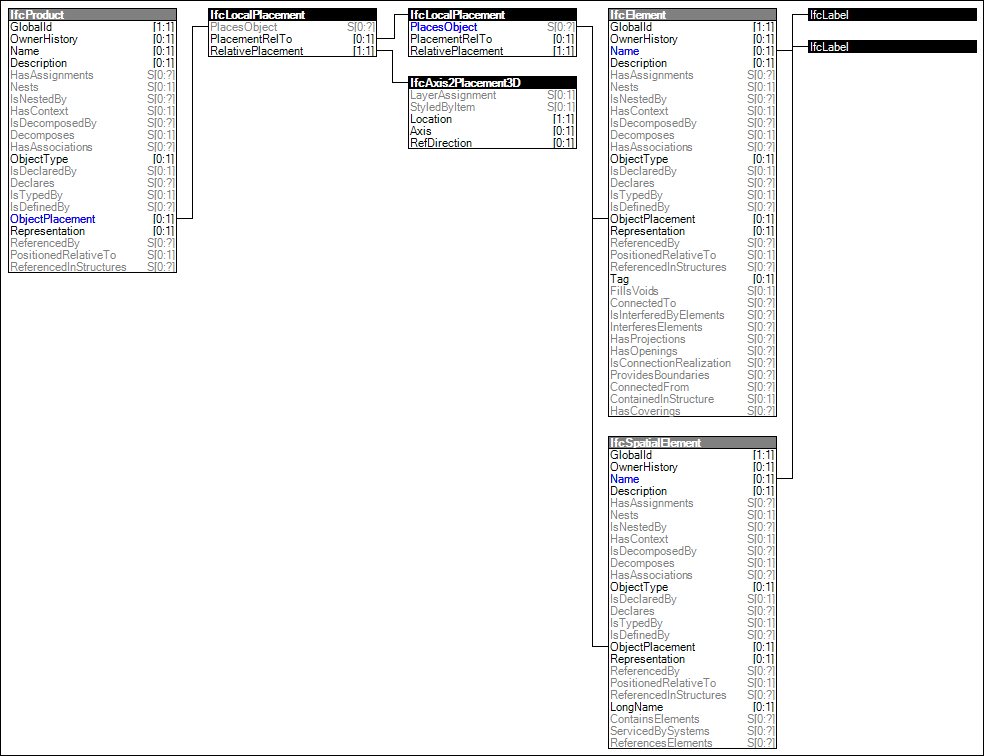 IfcProduct
GlobalId [1:1]
OwnerHistory [0:1]
Name [0:1]
Description [0:1]
HasAssignments S[0:?]
Nests S[0:1]
IsNestedBy S[0:?]
HasContext S[0:1]
IsDecomposedBy S[0:?]
Decomposes S[0:1]
HasAssociations S[0:?]
ObjectType [0:1]
IsDeclaredBy S[0:1]
Declares S[0:?]
IsTypedBy S[0:1]
IsDefinedBy S[0:?]
ObjectPlacement [0:1]
Representation [0:1]
ReferencedBy S[0:?]
PositionedRelativeTo S[0:1]
ReferencedInStructures S[0:?]
IfcLocalPlacement
PlacesObject S[0:?]
PlacementRelTo [0:1]
RelativePlacement [1:1]
IfcLocalPlacement
PlacesObject S[0:?]
PlacementRelTo [0:1]
RelativePlacement [1:1]
IfcAxis2Placement3D
LayerAssignment S[0:1]
StyledByItem S[0:1]
Location [1:1]
Axis [0:1]
RefDirection [0:1]
IfcElement
GlobalId [1:1]
OwnerHistory [0:1]
Name [0:1]
Description [0:1]
HasAssignments S[0:?]
Nests S[0:1]
IsNestedBy S[0:?]
HasContext S[0:1]
IsDecomposedBy S[0:?]
Decomposes S[0:1]
HasAssociations S[0:?]
ObjectType [0:1]
IsDeclaredBy S[0:1]
Declares S[0:?]
IsTypedBy S[0:1]
IsDefinedBy S[0:?]
ObjectPlacement [0:1]
Representation [0:1]
ReferencedBy S[0:?]
PositionedRelativeTo S[0:1]
ReferencedInStructures S[0:?]
Tag [0:1]
FillsVoids S[0:1]
ConnectedTo S[0:?]
IsInterferedByElements S[0:?]
InterferesElements S[0:?]
HasProjections S[0:?]
HasOpenings S[0:?]
IsConnectionRealization S[0:?]
ProvidesBoundaries S[0:?]
ConnectedFrom S[0:?]
ContainedInStructure S[0:1]
HasCoverings S[0:?]
IfcSpatialElement
GlobalId [1:1]
OwnerHistory [0:1]
Name [0:1]
Description [0:1]
HasAssignments S[0:?]
Nests S[0:1]
IsNestedBy S[0:?]
HasContext S[0:1]
IsDecomposedBy S[0:?]
Decomposes S[0:1]
HasAssociations S[0:?]
ObjectType [0:1]
IsDeclaredBy S[0:1]
Declares S[0:?]
IsTypedBy S[0:1]
IsDefinedBy S[0:?]
ObjectPlacement [0:1]
Representation [0:1]
ReferencedBy S[0:?]
PositionedRelativeTo S[0:1]
ReferencedInStructures S[0:?]
LongName [0:1]
ContainsElements S[0:?]
ServicedBySystems S[0:?]
ReferencesElements S[0:?]
IfcLabel
IfcLabel